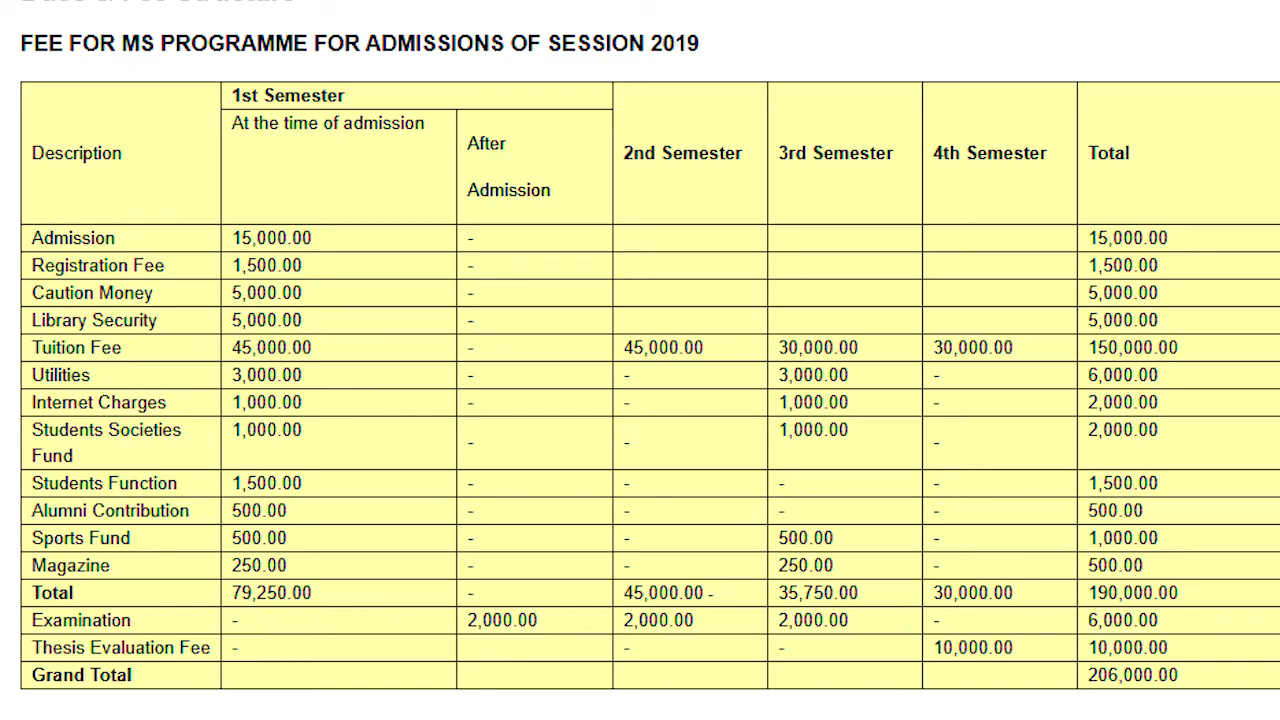 FEE FOR MS PROGRAMME FOR ADMISSIONS OF SESSION 2019
Description 1st Semester 2nd Semester 3rd Semester 4th Semester Total
At the time of admission After Admission
Admission 15,000.00 - 15,000.00
Registration Fee 1,500.00 - 1,500.00
Caution Money 5,000.00 - 5,000.00
Library Security 5,000.00 - 5,000.00
Tuition Fee 45,000.00 - 45,000.00 30,000.00 30,000.00 150,000.00
Utilities 3,000.00 - - 3,000.00 - 6,000.00
Internet Charges 1,000.00 - - 1,000.00 - 2,000.00
Students Societies Fund 1,000.00 - - 1,000.00 - 2,000.00
Students Function 1,500.00 - - - - 1,500.00
Alumni Contribution 500.00 - - - - 500.00
Sports Fund 500.00 - - 500.00 - 1,000.00
Magazine 250.00 - - 250.00 - 500.00
Total 79,250.00 - 45,000.00 - 35,750.00 30,000.00 190,000.00
Examination - 2,000.00 2,000.00 2,000.00 - 6,000.00
Thesis Evaluation Fee - - - 10,000.00 10,000.00
Grand Total 206,000.00